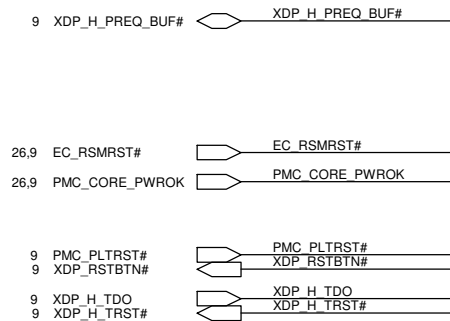 9 XDP_H_PREQ_BUF# XDP_H_PREQ_BUF#
26,9 EC_RSMRST# EC_RSMRST#
26,9 PMC_CORE_PWROK PMC_CORE_PWROK
9 PMC_PLTRST# PMC_PLTRST#
9 XDP_RSTBTN# XDP_RSTBTN#
9 XDP_H_TDO XDP_H_TDO
9 XDP_H_TRST# XDP_H_TRST#